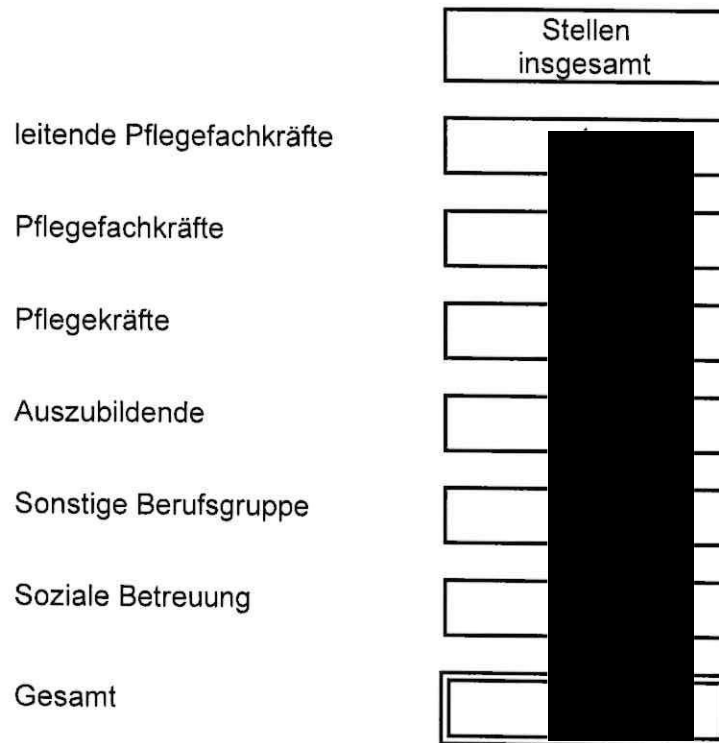 Stellen
insgesamt
leitende Pflegefachkräfte
Pflegefachkräfte
Pflegekräfte
Auszubildende
Sonstige Berufsgruppe
Soziale Betreuung
Gesamt